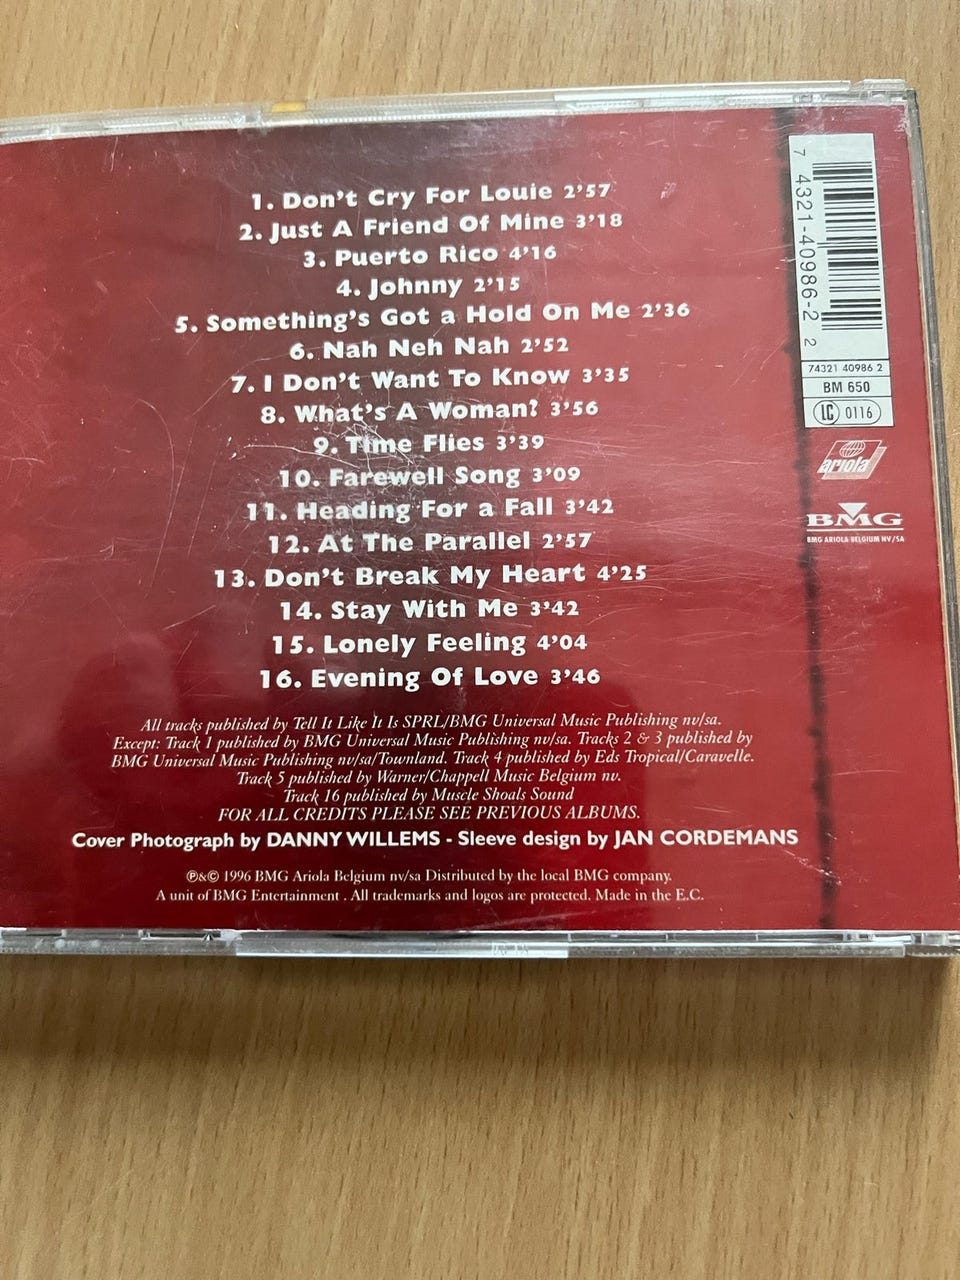 1. Don't Cry For Louie 2'57
2. Just A Friend Of Mine 3'18
3. Puerto Rico 4'16
4. Johnny 2'15
5. Something's Got a Hold On Me 2'36
6. Nah Neh Nah 2'52
7. I Don't Want To Know 3'35
8. What's A Woman? 3'56
9. Time Flies 3'39
10. Farewell Song 3'09
11. Heading For a Fall 3'42
12. At The Parallel 2'57
13. Don't Break My Heart 4'25
14. Stay With Me 3'42
15. Lonely Feeling 4'04
16. Evening Of Love 3'46
All tracks published by Tell It Like It Is SPRL/BMG Universal Music Publishing nv/sa.
Except: Track 1 published by BMG Universal Music Publishing nv/sa. Tracks 2 & 3 published by
BMG Universal Music Publishing nv/sa/Townland. Track 4 published by Eds Tropical/Caravelle.
Track 5 published by Warner/Chappell Music Belgium nv.
Track 16 published by Muscle Shoals Sound
FOR ALL CREDITS PLEASE SEE PREVIOUS ALBUMS.
Cover Photograph by DANNY WILLEMS - Sleeve design by JAN CORDEMANS
℗&© 1996 BMG Ariola Belgium nv/sa Distributed by the local BMG company.
A unit of BMG Entertainment . All trademarks and logos are protected. Made in the E.C.
7 4321-40986-2 2
74321 40986 2
BM 650
LC 0116
ariola
BMG
BMG ARIOLA BELGIUM NV/SA